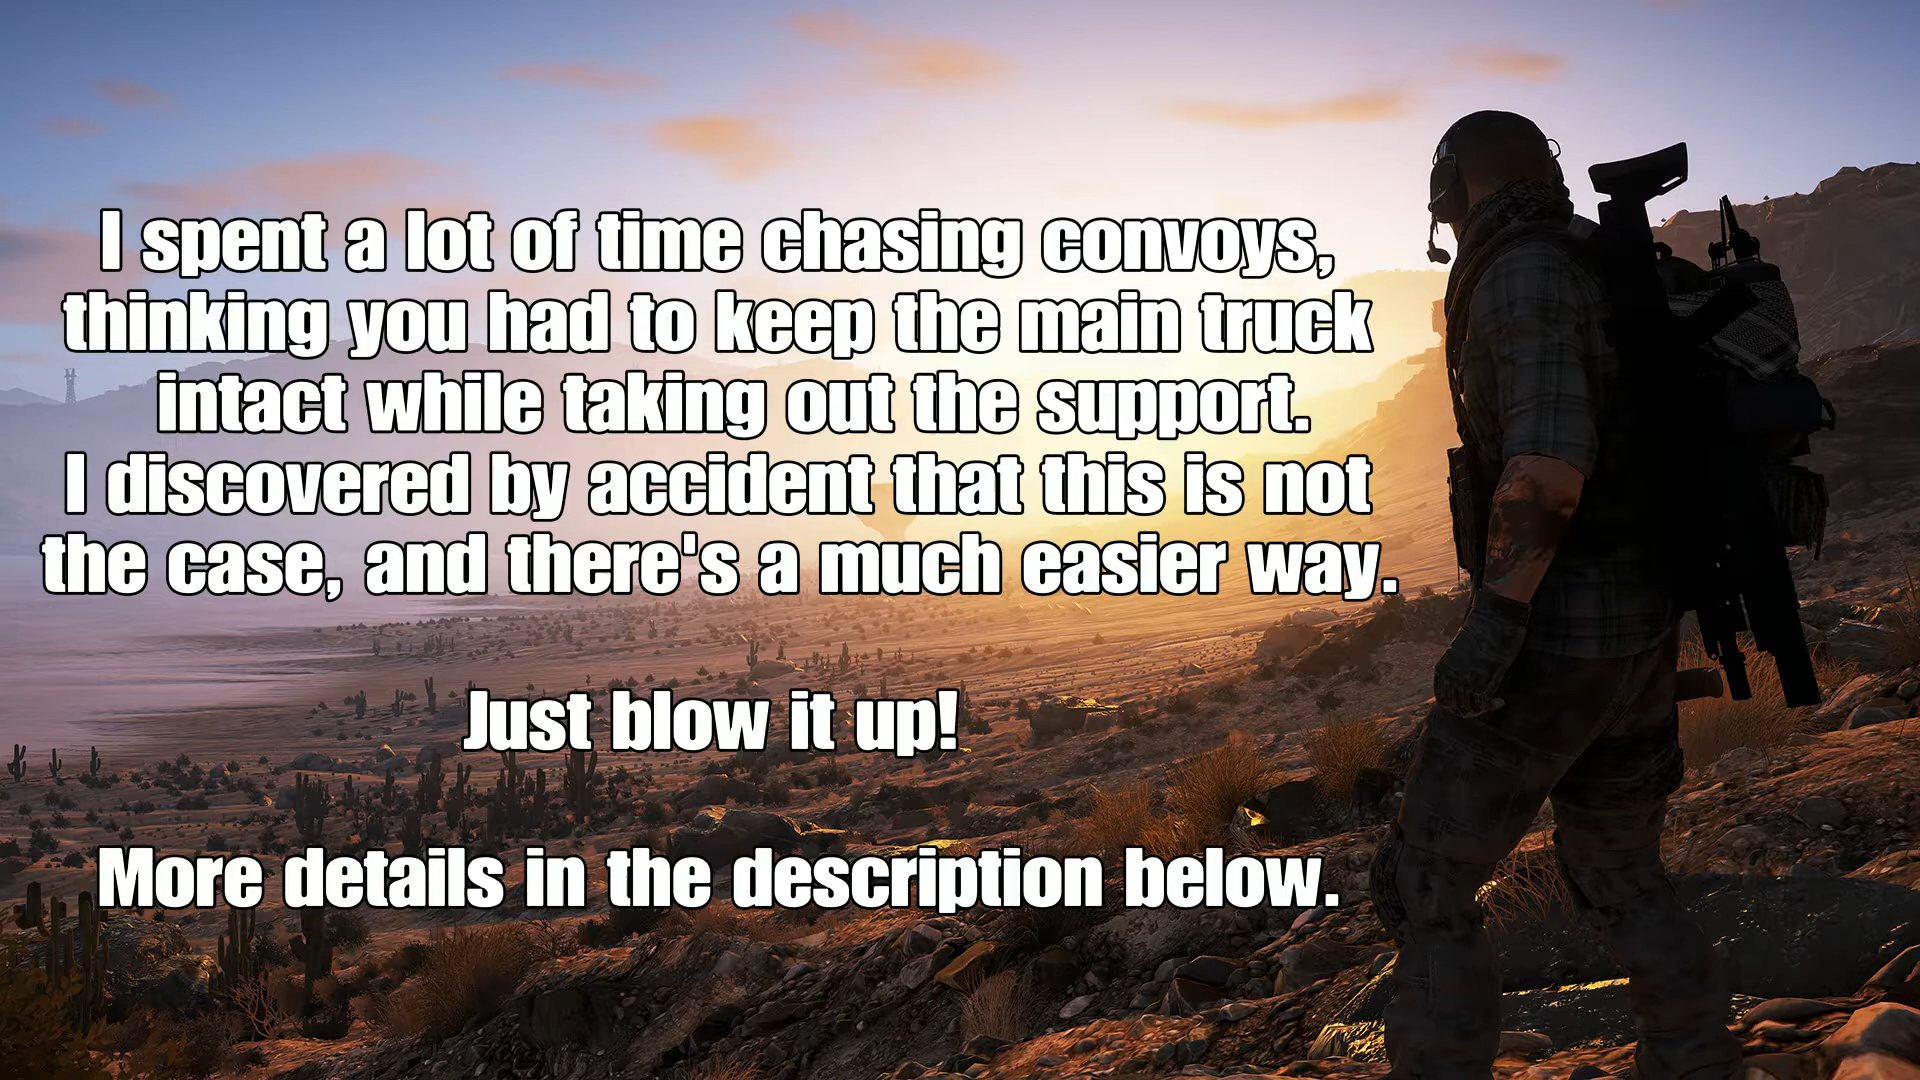 I spent a lot of time chasing convoys,
thinking you had to keep the main truck
intact while taking out the support.
I discovered by accident that this is not
the case, and there's a much easier way.
Just blow it up!
More details in the description below.